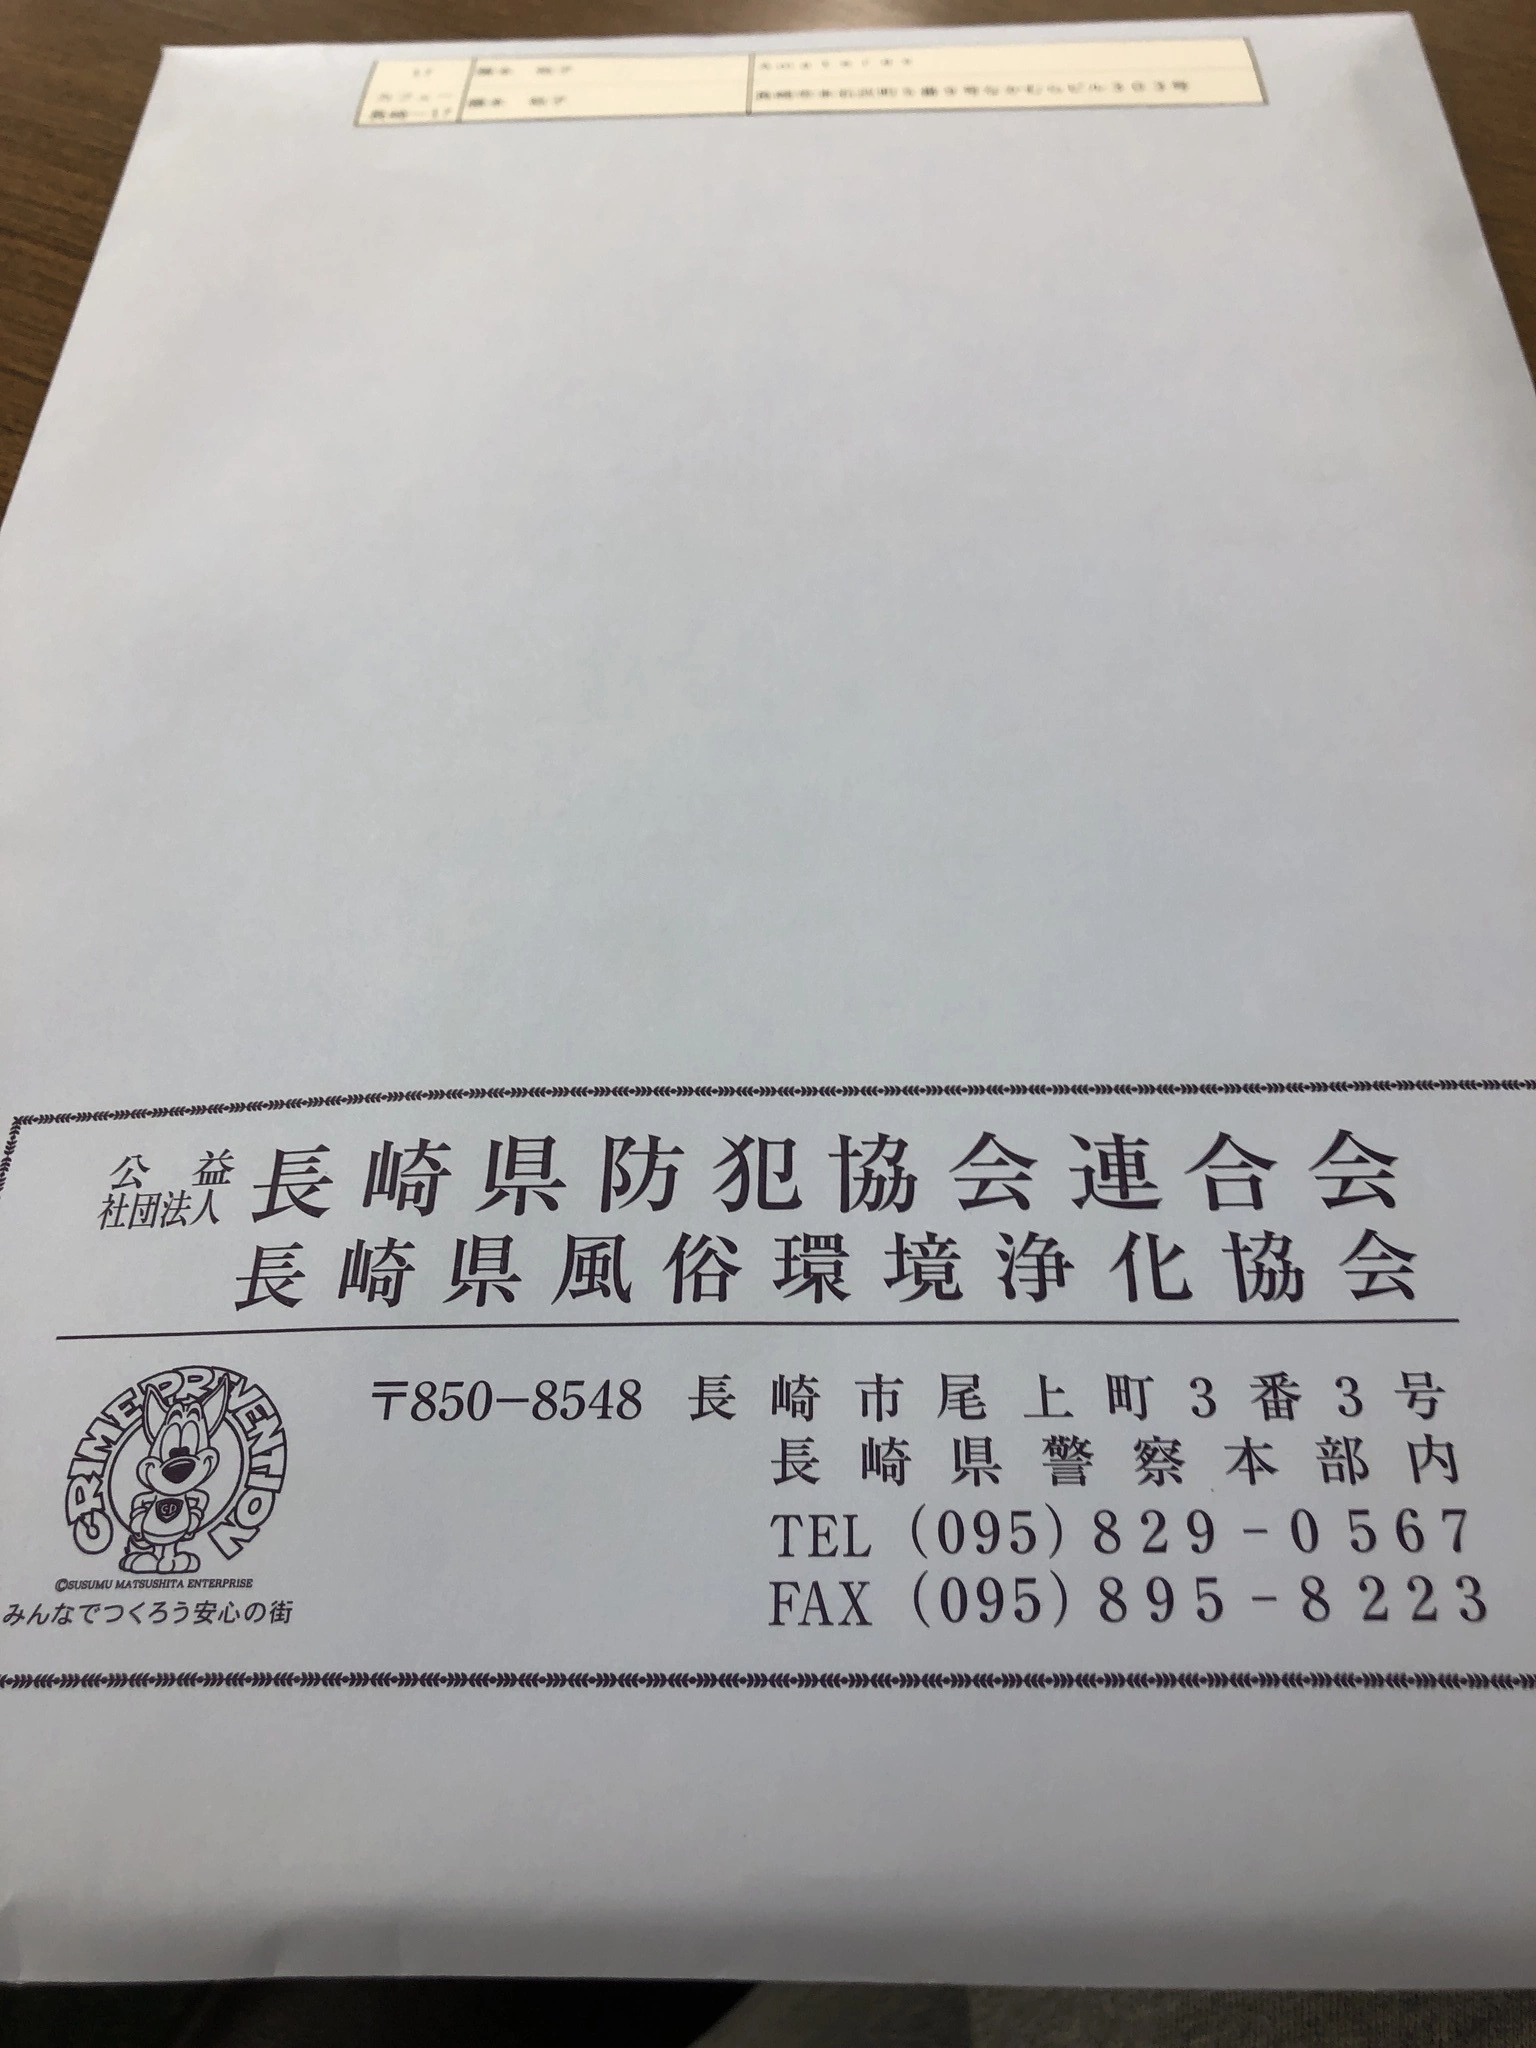 17
公益
社団法人
長崎県防犯協会連合会
長崎県風俗環境浄化協会
CRIME PREVENTION
©SUSUMU MATSUSHITA ENTERPRISE
みんなでつくろう安心の街
〒850-8548 長崎市尾上町3番3号
長崎県警察本部内
TEL (095) 829-0567
FAX (095) 895-8223